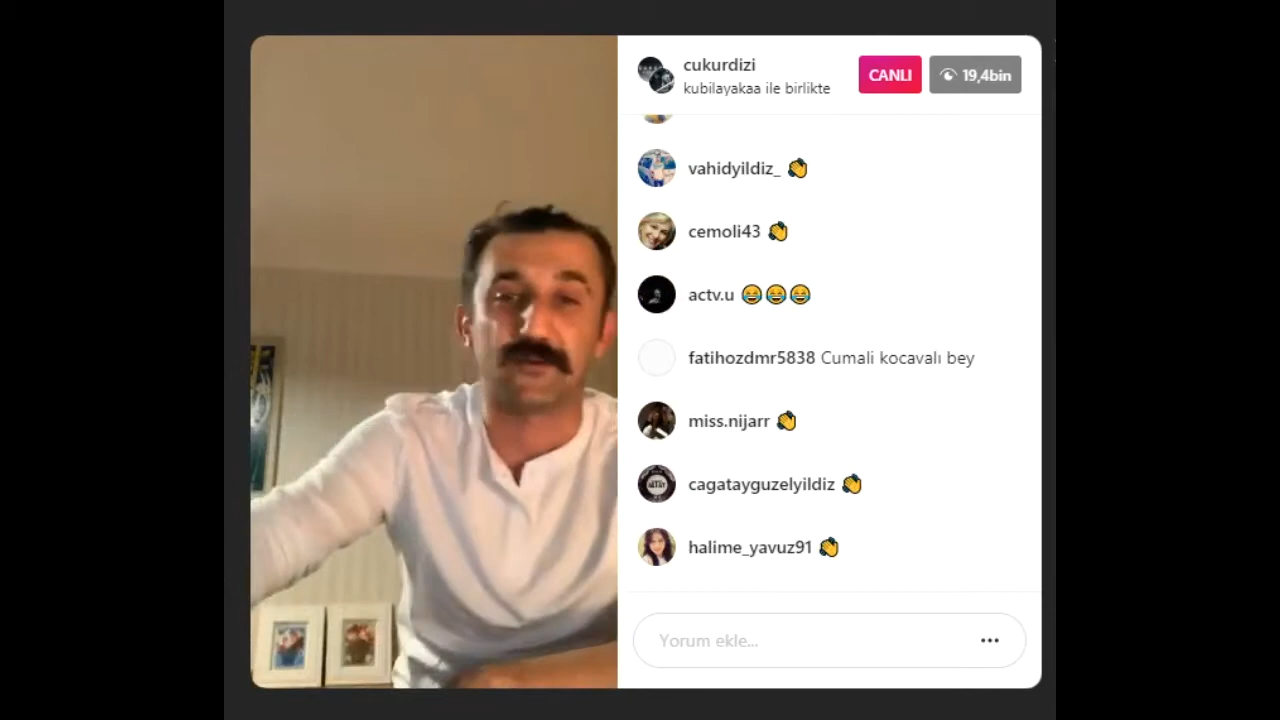 cukurdizi
kubilayakaa ile birlikte
CANLI
19,4bin
vahidyildiz_ 👏
cemoli43 👏
actv.u 😂😂😂
fatihozdmr5838 Cumali kocavalı bey
miss.nijarr 👏
cagatayguzelyildiz 👏
halime_yavuz91 👏
Yorum ekle...